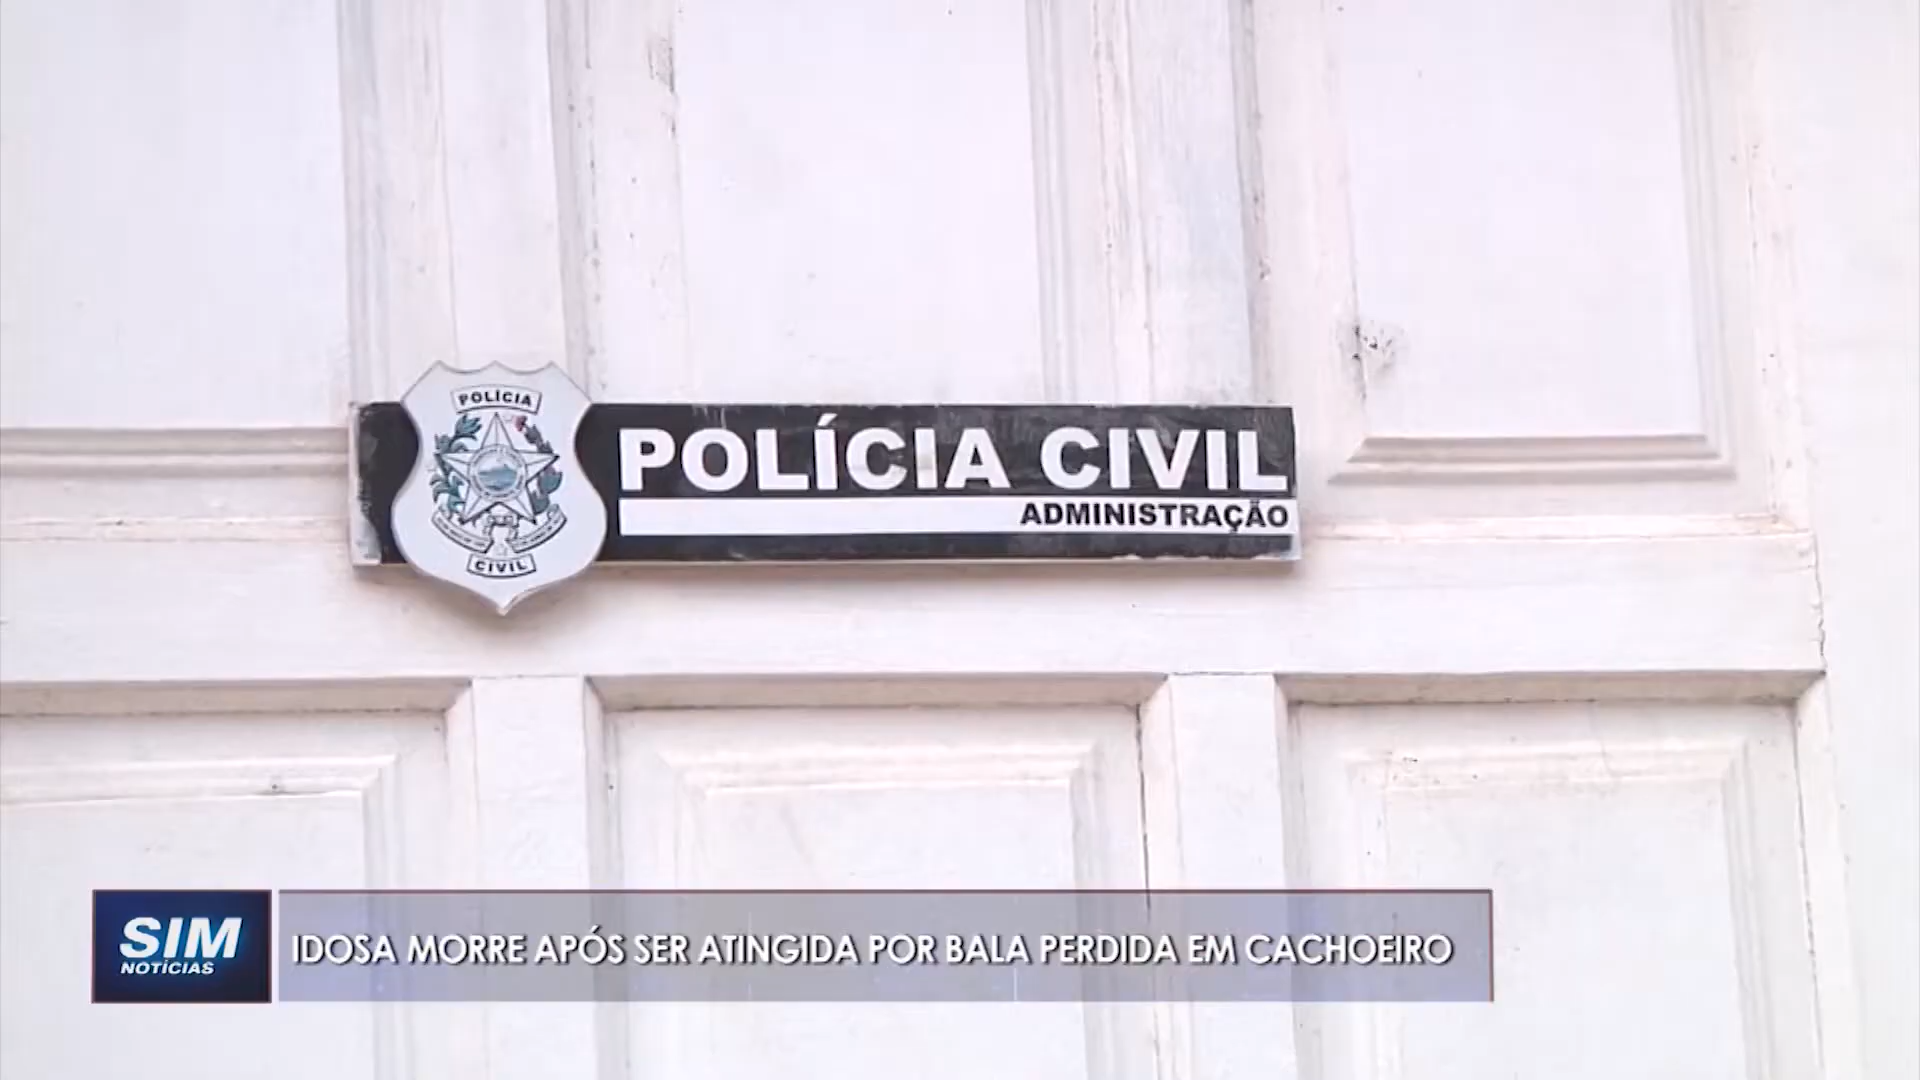 POLÍCIA
CIVIL
POLÍCIA CIVIL
ADMINISTRAÇÃO
SIM
NOTÍCIAS
IDOSA MORRE APÓS SER ATINGIDA POR BALA PERDIDA EM CACHOEIRO